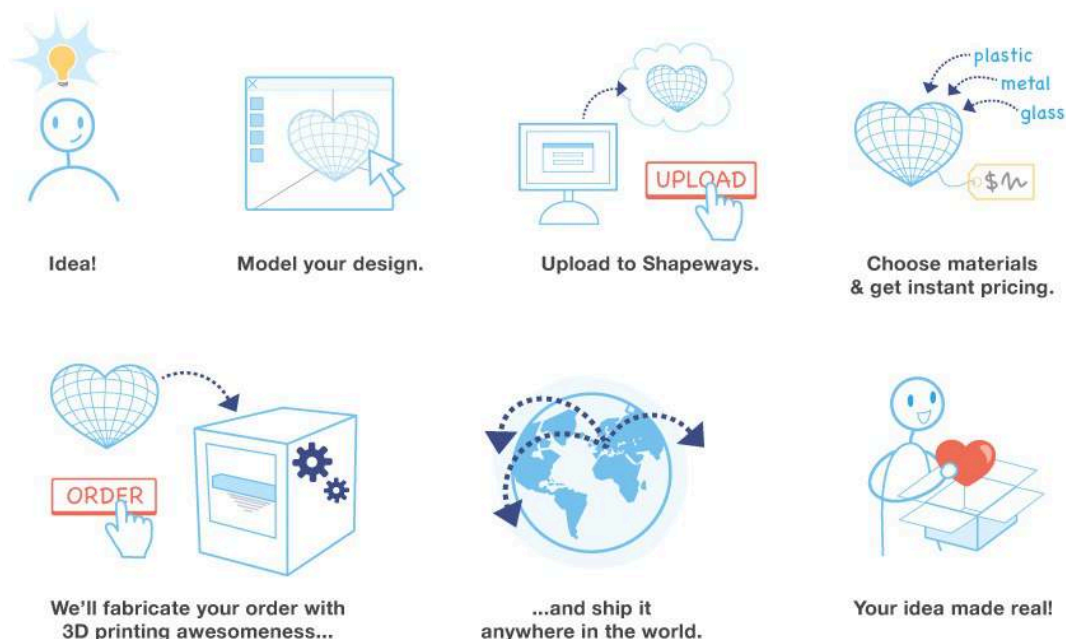 plastic
metal
glass
UPLOAD
$
Idea!
Model your design.
Upload to Shapeways.
Choose materials
& get instant pricing.
ORDER
We’ll fabricate your order with
3D printing awesomeness...
...and ship it
anywhere in the world.
Your idea made real!